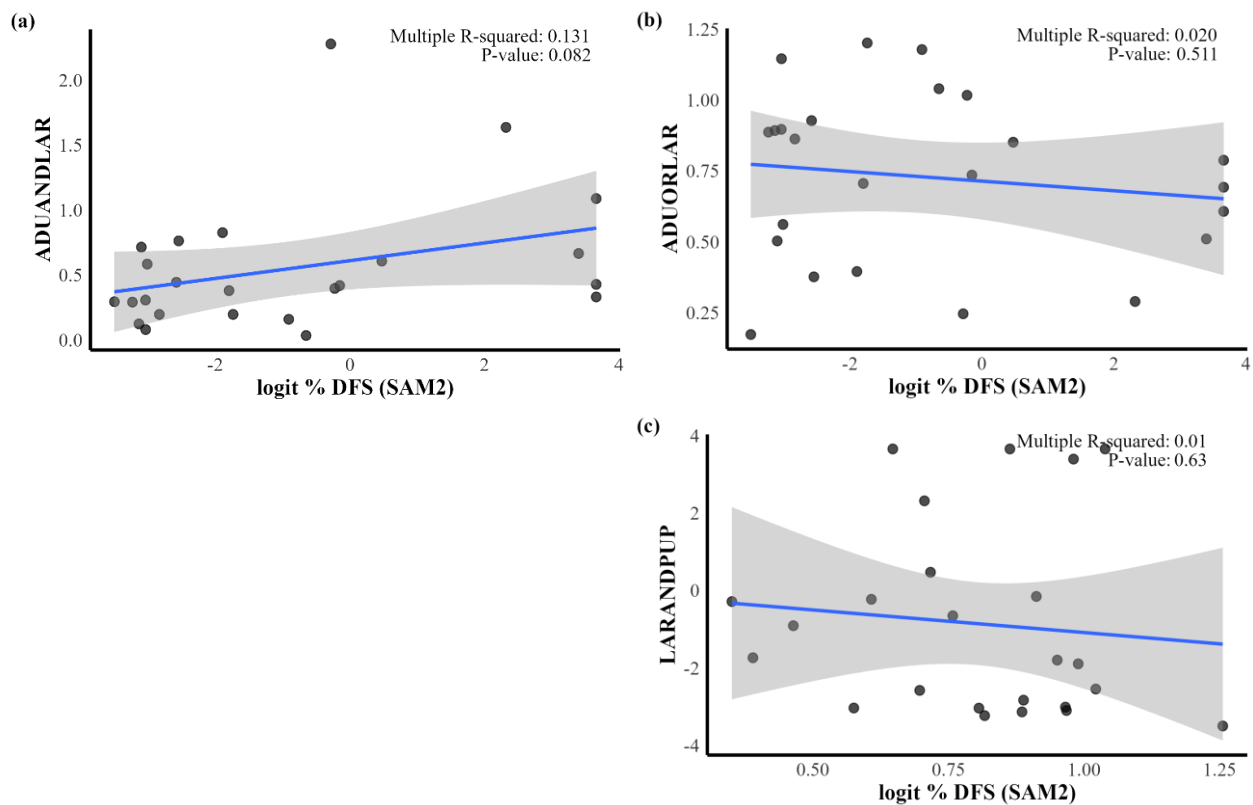 (a)
Multiple R-squared: 0.131
P-value: 0.082
ADUANDLAR
2.0
1.5
1.0
0.5
0.0
-2
0
2
4
logit % DFS (SAM2)
(b)
Multiple R-squared: 0.020
P-value: 0.511
ADUORLAR
1.25
1.00
0.75
0.50
0.25
-2
0
2
4
logit % DFS (SAM2)
(c)
Multiple R-squared: 0.01
P-value: 0.63
LARANDPUP
4
2
0
-2
-4
0.50
0.75
1.00
1.25
logit % DFS (SAM2)